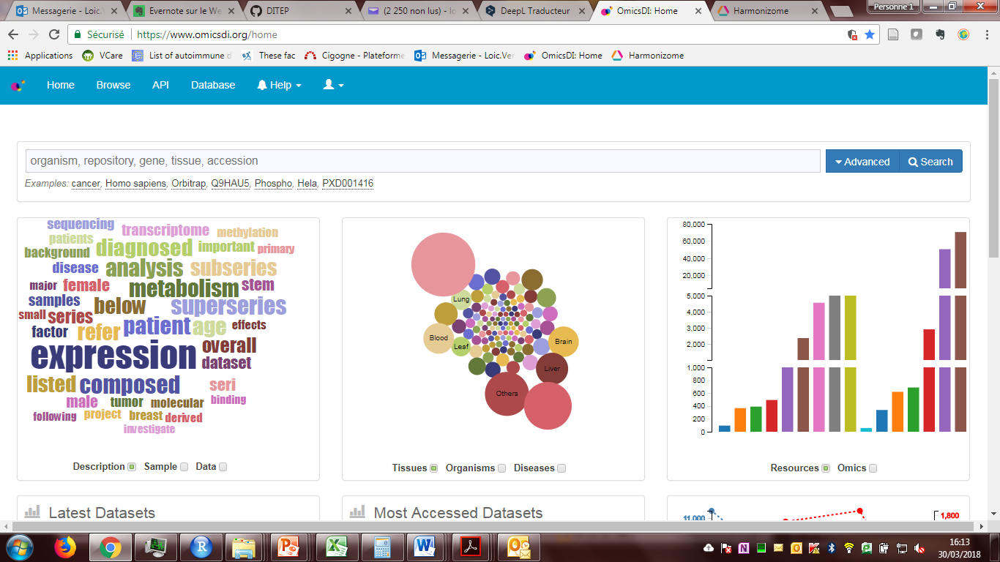 Messagerie - Loic.V
Evernote sur le We
DITEP
(2 250 non lus) - lo
DeepL Traducteur
OmicsDI: Home
Harmonizome
Personne 1
Sécurisé
https://www.omicsdi.org/home
Applications
VCare
List of autoimmune d
These fac
Cigogne - Plateforme
Messagerie - Loic.Ver
OmicsDI: Home
Harmonizome
Home
Browse
API
Database
Help
organism, repository, gene, tissue, accession
Advanced
Search
Examples: cancer, Homo sapiens, Orbitrap, Q9HAU5, Phospho, Hela, PXD001416
sequencing
transcriptome
methylation
patients
diagnosed
important
primary
background
disease
analysis
subseries
major
female
metabolism
stem
samples
below
superseries
small
series
patient
age
effects
factor
refer
expression
overall
dataset
listed
composed
seri
male
tumor
molecular
binding
following
project
breast
derived
investigate
Description
Sample
Data
Lung
Blood
Leaf
Brain
Liver
Others
Tissues
Organisms
Diseases
80,000
60,000
40,000
20,000
5,000
4,000
3,000
2,000
1,000
800
600
400
200
0
Resources
Omics
Latest Datasets
Most Accessed Datasets
11,000
1,800
16:13
30/03/2018